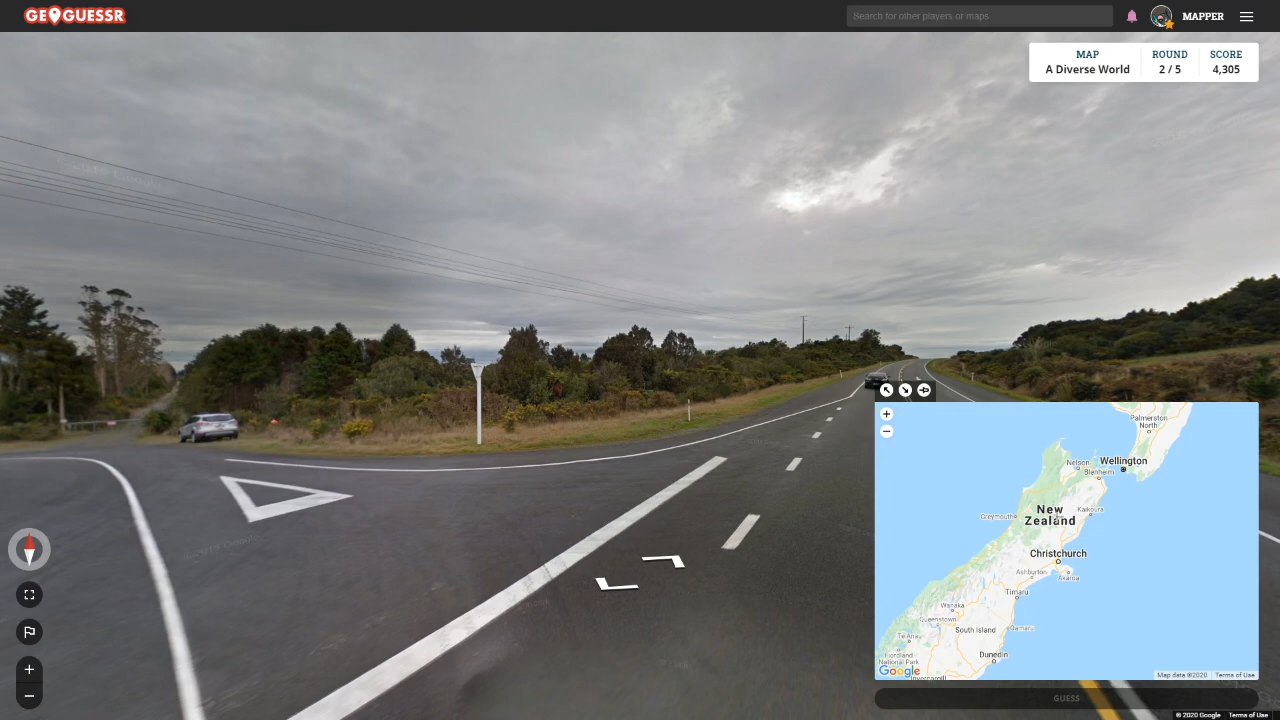 GEOGUESSR
Search for other players or maps
MAPPER
MAP
ROUND
SCORE
A Diverse World
2 / 5
4,305
Palmerston
North
Wellington
Nelson
Blenheim
New
Zealand
Greymouth
Kaikoura
Christchurch
Ashburton
Akaroa
Timaru
Wanaka
Queenstown
Oamaru
South Island
Te Anau
Fiordland
National Park
Dunedin
Invercargill
Google
Map data ©2020
Terms of Use
GUESS
© 2020 Google
Terms of Use